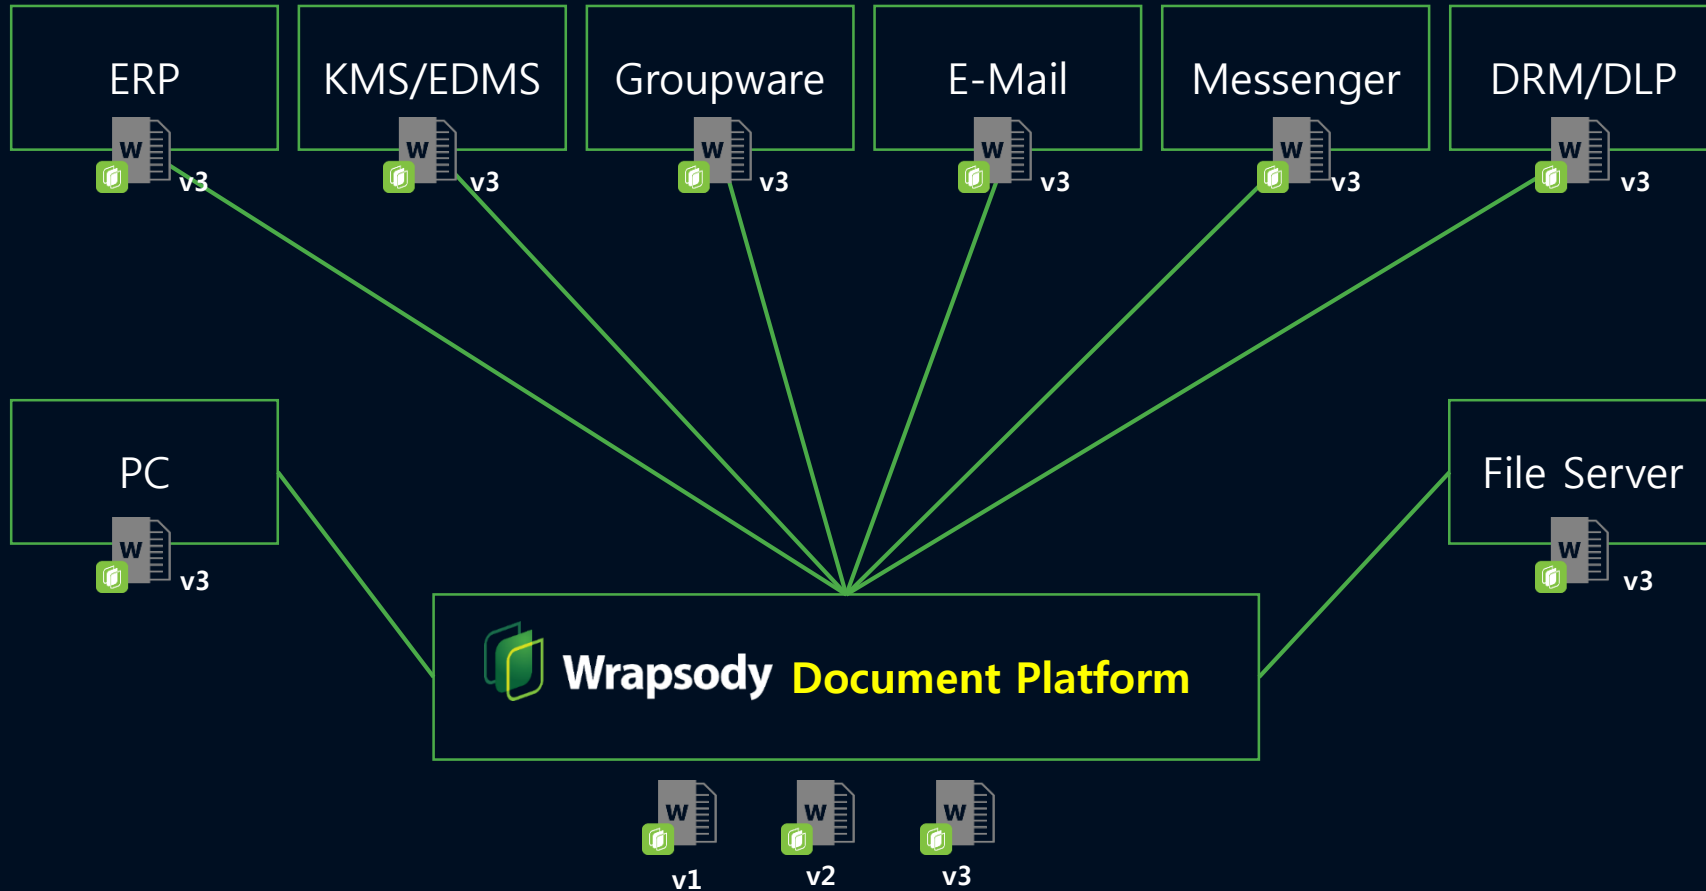 ERP
KMS/EDMS
Groupware
E-Mail
Messenger
DRM/DLP
W
W
W
W
W
W
v3
v3
v3
v3
v3
v3
PC
File Server
W
W
v3
v3
Wrapsody Document Platform
W
W
W
v1
v2
v3